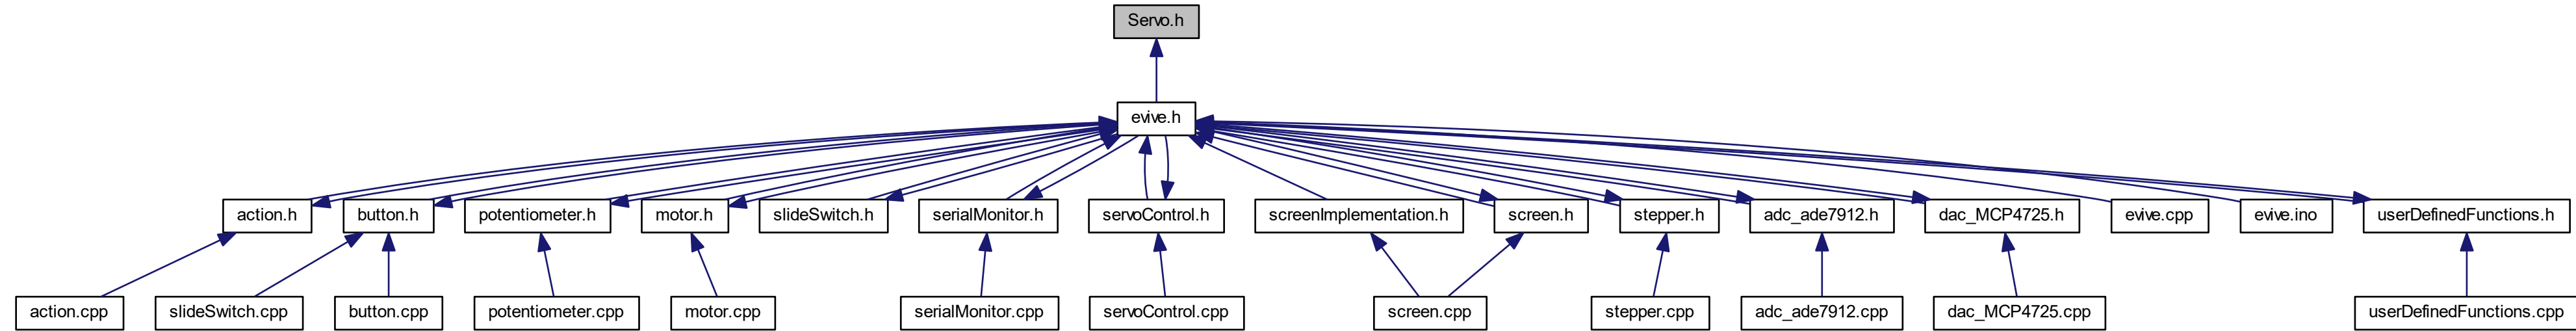 Servo.h
evive.h
action.h
button.h
potentiometer.h
motor.h
slideSwitch.h
serialMonitor.h
servoControl.h
screenImplementation.h
screen.h
stepper.h
adc_ade7912.h
dac_MCP4725.h
evive.cpp
evive.ino
userDefinedFunctions.h
action.cpp
slideSwitch.cpp
button.cpp
potentiometer.cpp
motor.cpp
serialMonitor.cpp
servoControl.cpp
screen.cpp
stepper.cpp
adc_ade7912.cpp
dac_MCP4725.cpp
userDefinedFunctions.cpp